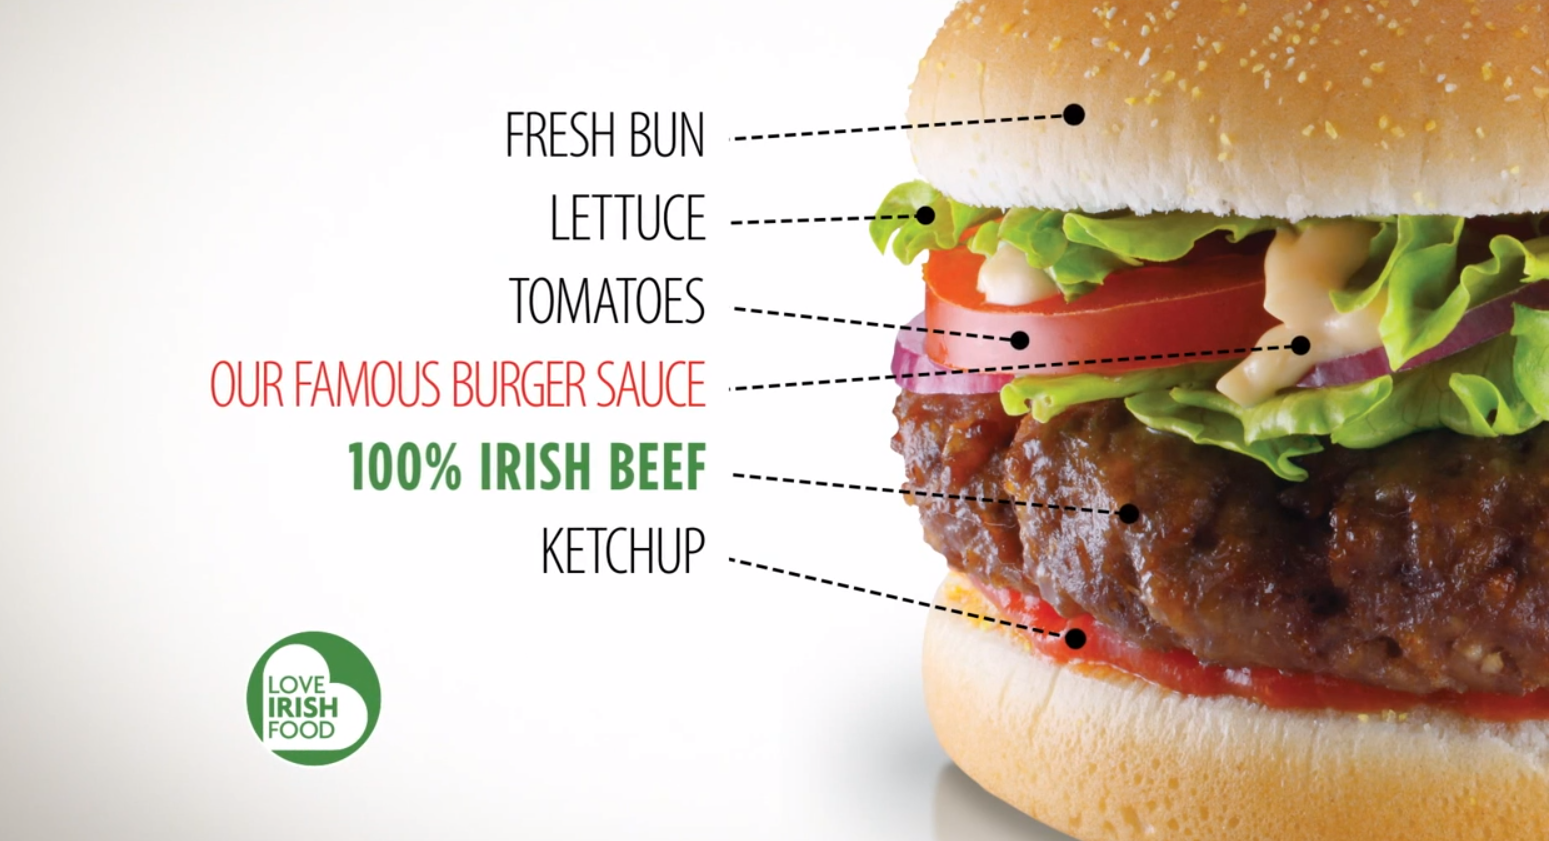 FRESH BUN
LETTUCE
TOMATOES
OUR FAMOUS BURGER SAUCE
100% IRISH BEEF
KETCHUP
LOVE
IRISH
FOOD